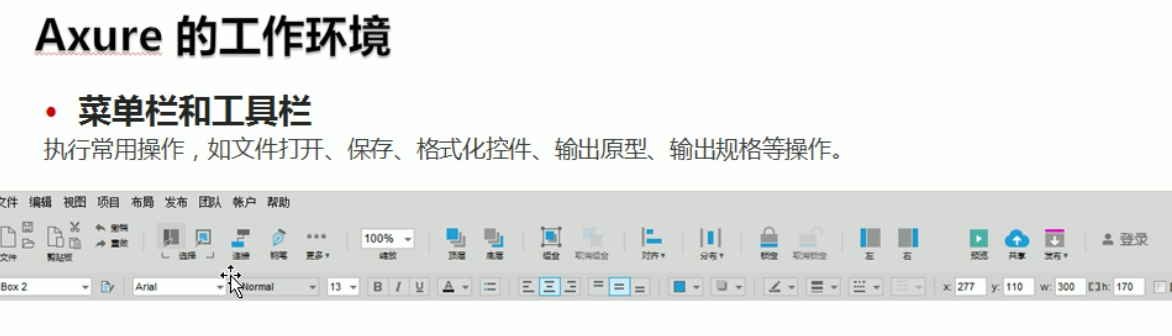 Axure 的工作环境
• 菜单栏和工具栏
执行常用操作，如文件打开、保存、格式化控件、输出原型、输出规格等操作。
文件 编辑 视图 项目 布局 发布 团队 帐户 帮助
撤销
100% 登录
重做
文件 剪贴板 选择 连接 钢笔 更多▾ 缩放 顶层 底层 组合 取消组合 对齐▾ 分布▾ 锁定 取消锁定 左 右 预览 共享 发布▾
Box 2 Arial Normal 13 B I U A x: 277 y: 110 w: 300 h: 170